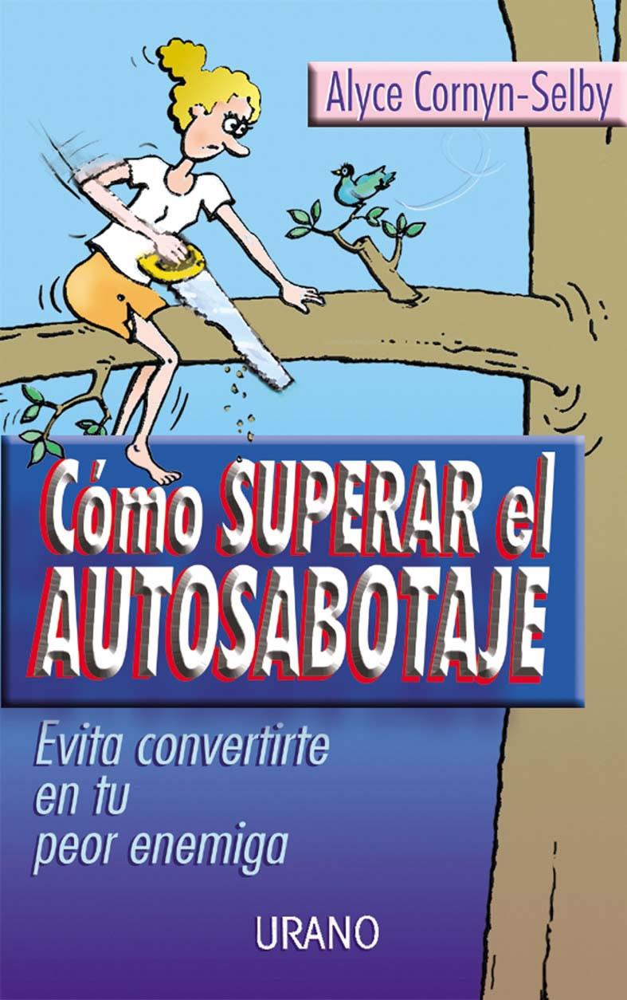 Alyce Cornyn-Selby
Cómo SUPERAR el
AUTOSABOTAJE
Evita convertirte
en tu
peor enemiga
URANO